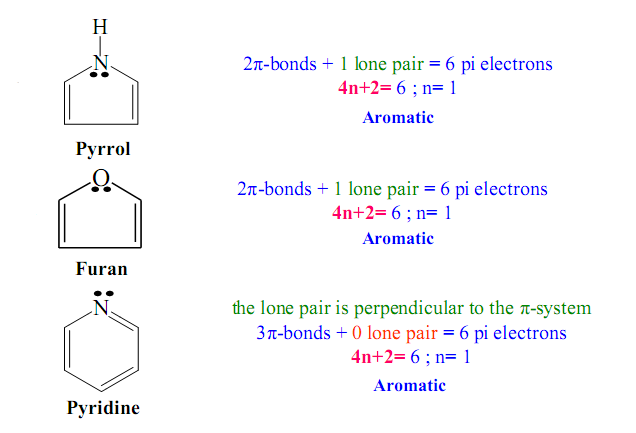 H
N
2π-bonds + 1 lone pair = 6 pi electrons
4n+2= 6 ; n= 1
Aromatic
Pyrrol
O
2π-bonds + 1 lone pair = 6 pi electrons
4n+2= 6 ; n= 1
Aromatic
Furan
N
the lone pair is perpendicular to the π-system
3π-bonds + 0 lone pair = 6 pi electrons
4n+2= 6 ; n= 1
Aromatic
Pyridine